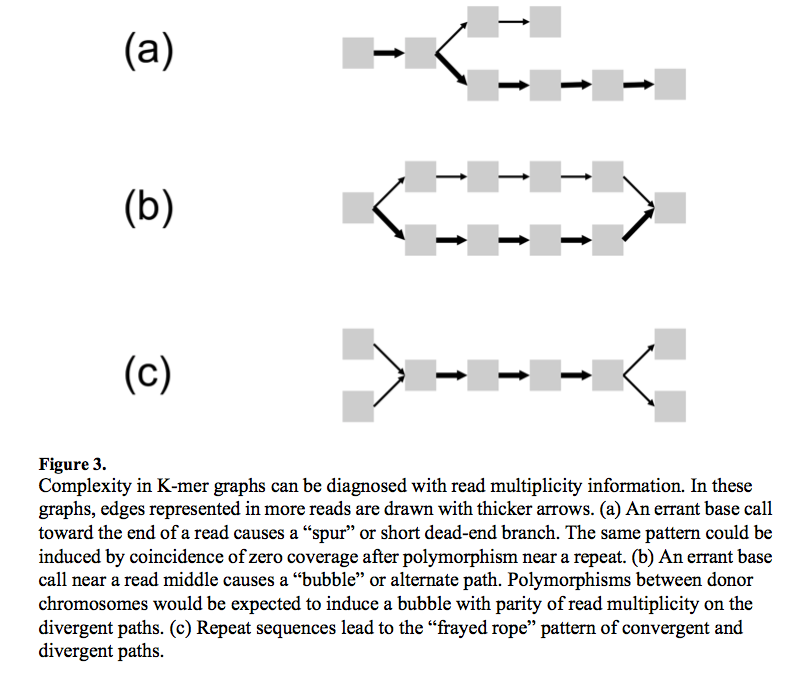 (a)
(b)
(c)
Figure 3.
Complexity in K-mer graphs can be diagnosed with read multiplicity information. In these
graphs, edges represented in more reads are drawn with thicker arrows. (a) An errant base call
toward the end of a read causes a “spur” or short dead-end branch. The same pattern could be
induced by coincidence of zero coverage after polymorphism near a repeat. (b) An errant base
call near a read middle causes a “bubble” or alternate path. Polymorphisms between donor
chromosomes would be expected to induce a bubble with parity of read multiplicity on the
divergent paths. (c) Repeat sequences lead to the “frayed rope” pattern of convergent and
divergent paths.